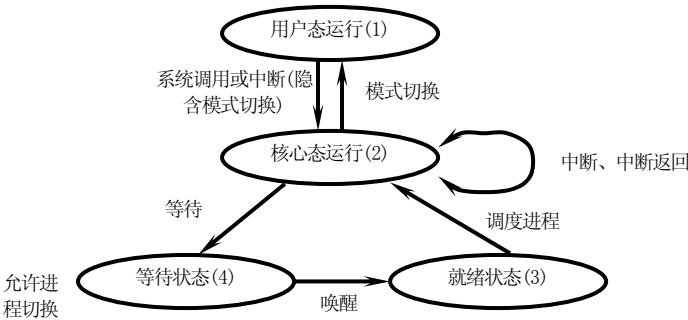 用户态运行(1)
系统调用或中断(隐
含模式切换)
模式切换
核心态运行(2)
中断、中断返回
等待
调度进程
等待状态(4)
就绪状态(3)
允许进
程切换
唤醒